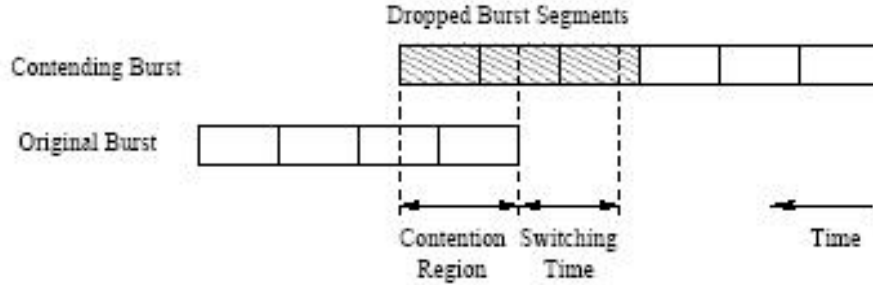 Dropped Burst Segments
Contending Burst
Original Burst
Contention Switching
Region Time
Time